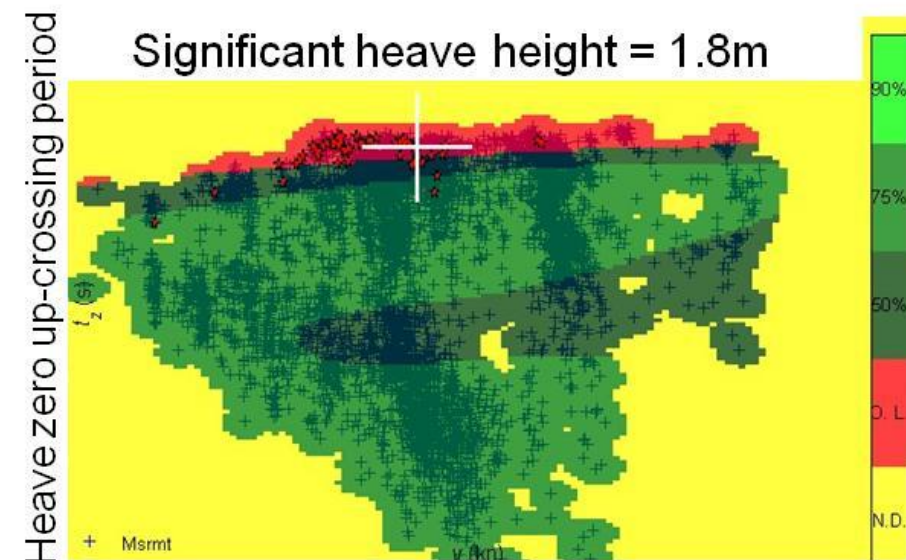 Significant heave height = 1.8m
Heave zero up-crossing period
t_z (s)
90%
75%
50%
O. L.
N.D.
+ Msrmt
v (kn)